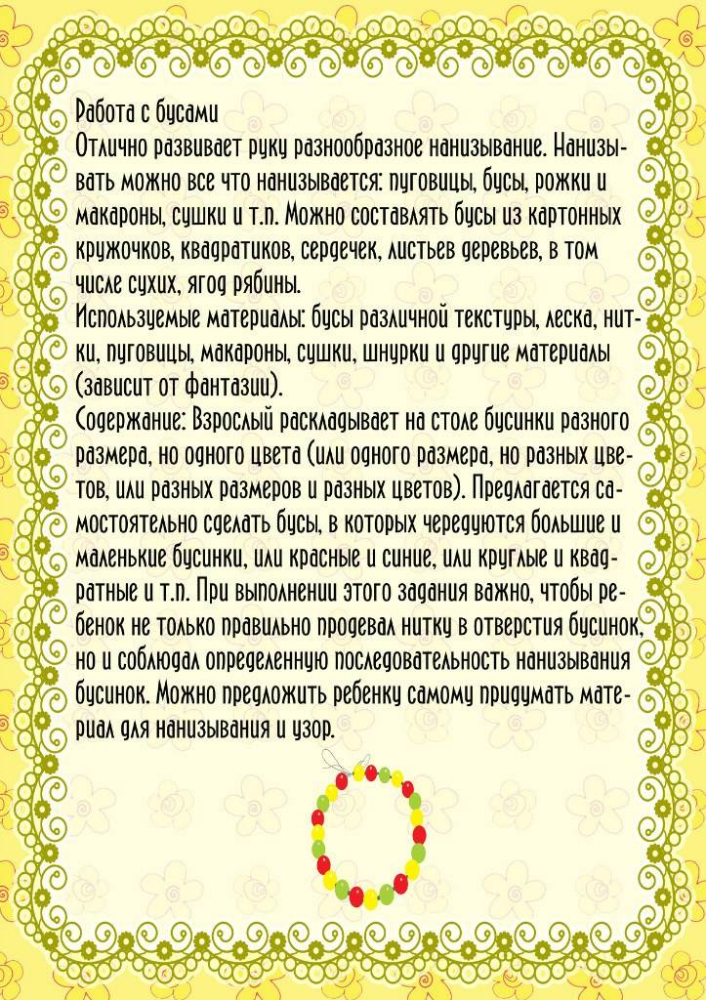 Работа с бусами
Отлично развивает руку разнообразное нанизывание. Нанизы-
вать можно все что нанизывается: пуговицы, бусы, рожки и
макароны, сушки и т.п. Можно составлять бусы из картонных
кружочков, квадратиков, сердечек, листьев деревьев, в том
числе сухих, ягод рябины.
Используемые материалы: бусы различной текстуры, леска, нит-
ки, пуговицы, макароны, сушки, шнурки и другие материалы
(зависит от фантазии).
Содержание: Взрослый раскладывает на столе бусинки разного
размера, но одного цвета (или одного размера, но разных цве-
тов, или разных размеров и разных цветов). Предлагается са-
мостоятельно сделать бусы, в которых чередуются большие и
маленькие бусинки, или красные и синие, или круглые и квад-
ратные и т.п. При выполнении этого задания важно, чтобы ре-
бенок не только правильно продевал нитку в отверстия бусинок,
но и соблюдал определенную последовательность нанизывания
бусинок. Можно предложить ребенку самому придумать мате-
риал для нанизывания и узор.